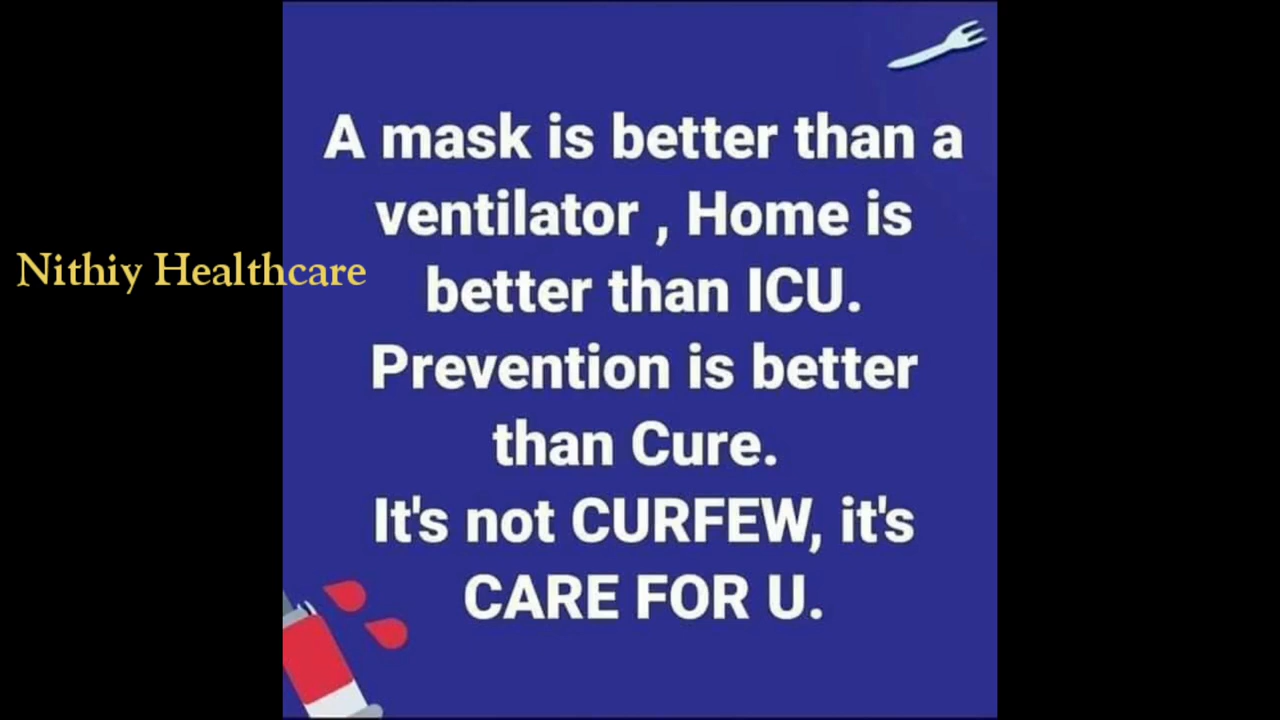 A mask is better than a
ventilator , Home is
Nithiy Healthcare
better than ICU.
Prevention is better
than Cure.
It's not CURFEW, it's
CARE FOR U.